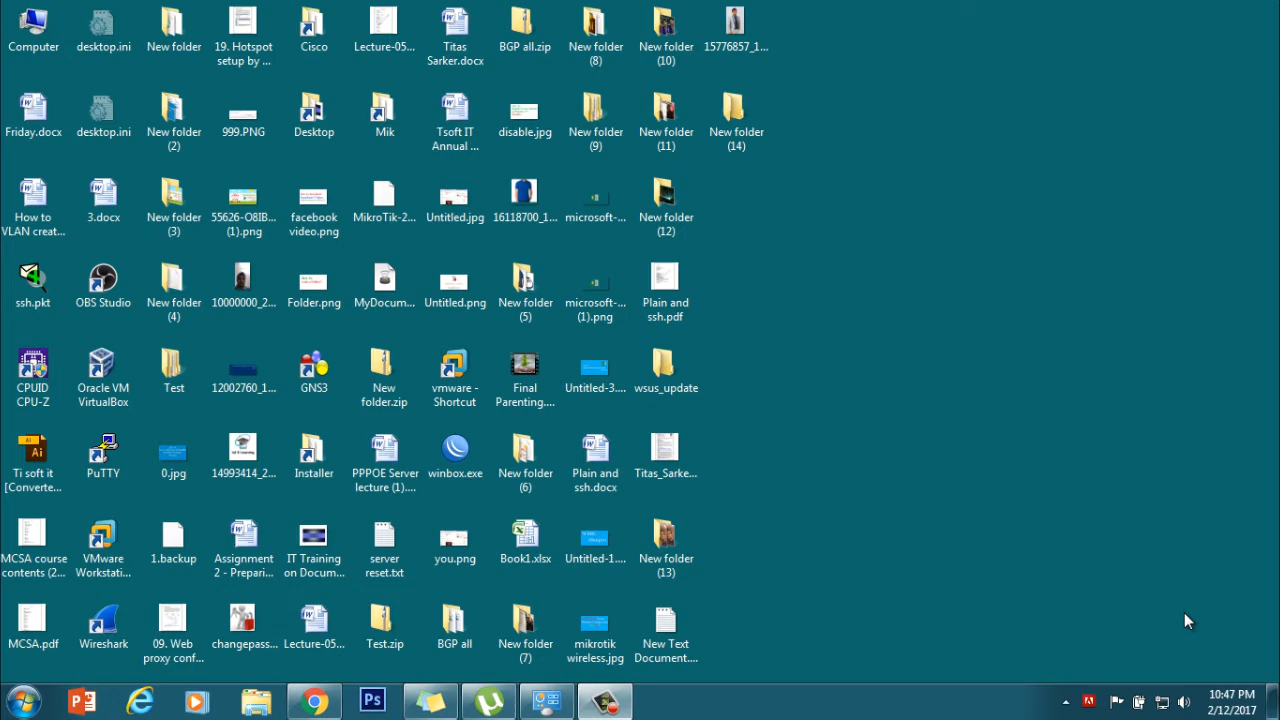 Computer
desktop.ini
New folder
19. Hotspot
setup by ...
Cisco
Lecture-05...
Titas
Sarker.docx
BGP all.zip
New folder
(8)
New folder
(10)
15776857_1...
Friday.docx
desktop.ini
New folder
(2)
999.PNG
Desktop
Mik
Tsoft IT
Annual ...
disable.jpg
New folder
(9)
New folder
(11)
New folder
(14)
How to
VLAN creat...
3.docx
New folder
(3)
55626-O8IB...
(1).png
facebook
video.png
MikroTik-2...
Untitled.jpg
16118700_1...
microsoft-...
New folder
(12)
ssh.pkt
OBS Studio
New folder
(4)
10000000_2...
Folder.png
MyDocum...
Untitled.png
New folder
(5)
microsoft-...
(1).png
Plain and
ssh.pdf
CPUID
CPU-Z
Oracle VM
VirtualBox
Test
12002760_1...
GNS3
New
folder.zip
vmware -
Shortcut
Final
Parenting....
Untitled-3....
wsus_update
Ti soft it
[Converte...
PuTTY
0.jpg
14993414_2...
Installer
PPPOE Server
lecture (1)....
winbox.exe
New folder
(6)
Plain and
ssh.docx
Titas_Sarke...
MCSA course
contents (2...
VMware
Workstati...
1.backup
Assignment
2 - Prepari...
IT Training
on Docum...
server
reset.txt
you.png
Book1.xlsx
Untitled-1....
New folder
(13)
MCSA.pdf
Wireshark
09. Web
proxy conf...
changepass...
Lecture-05...
Test.zip
BGP all
New folder
(7)
mikrotik
wireless.jpg
New Text
Document....
10:47 PM
2/12/2017